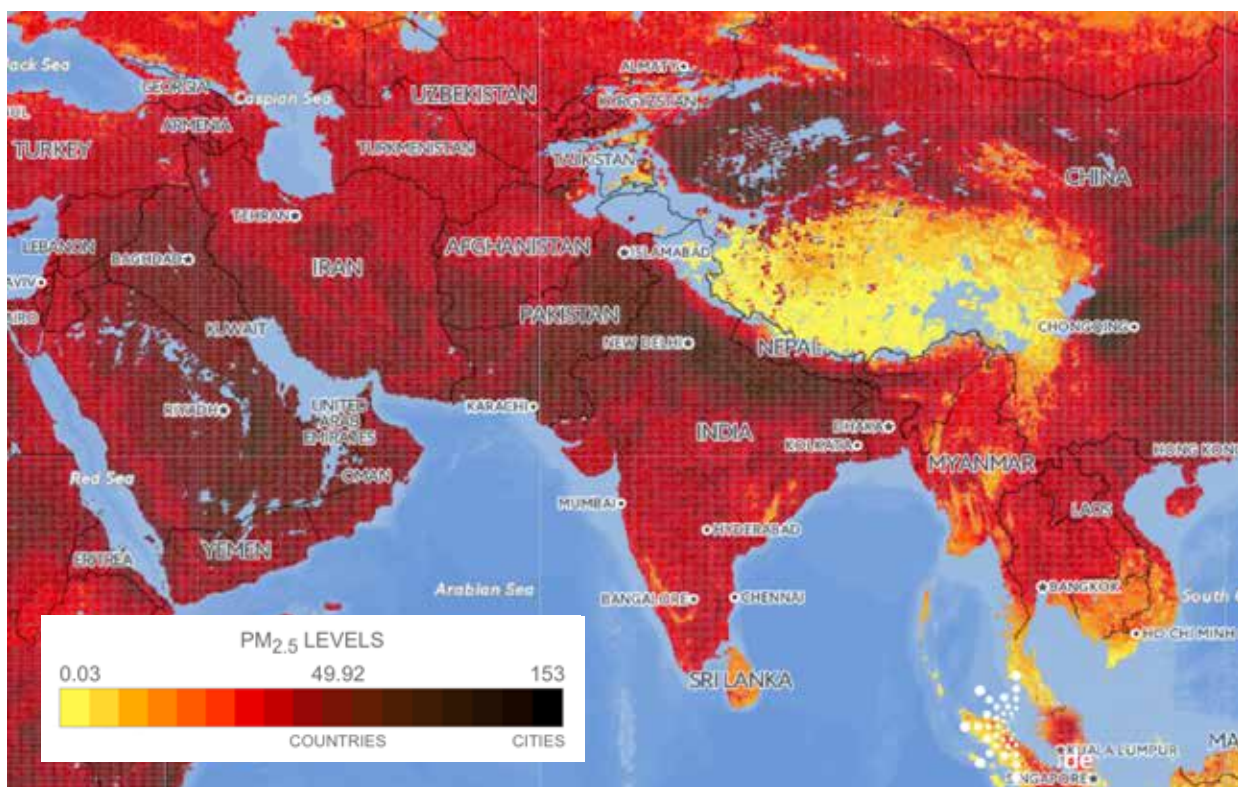 ALMATY
Black Sea
GEORGIA
Caspian Sea
UZBEKISTAN
KYRGYZSTAN
ARMENIA
TURKEY
TURKMENISTAN
TAJIKISTAN
CHINA
TEHRAN
LEBANON
AFGHANISTAN
ISLAMABAD
BAGHDAD
IRAN
AVIV
PAKISTAN
KUWAIT
CHONGQING
NEW DELHI
NEPAL
RIYADH
UNITED
ARAB
EMIRATES
KARACHI
INDIA
DHAKA
KOLKATA
HONG KONG
MYANMAR
OMAN
Red Sea
MUMBAI
LAOS
HYDERABAD
YEMEN
ERITREA
Arabian Sea
BANGALORE
CHENNAI
BANGKOK
South
HO CHI MINH
SRI LANKA
PM2.5 LEVELS
0.03 49.92 153
COUNTRIES CITIES
KUALA LUMPUR
MA
de
SINGAPORE